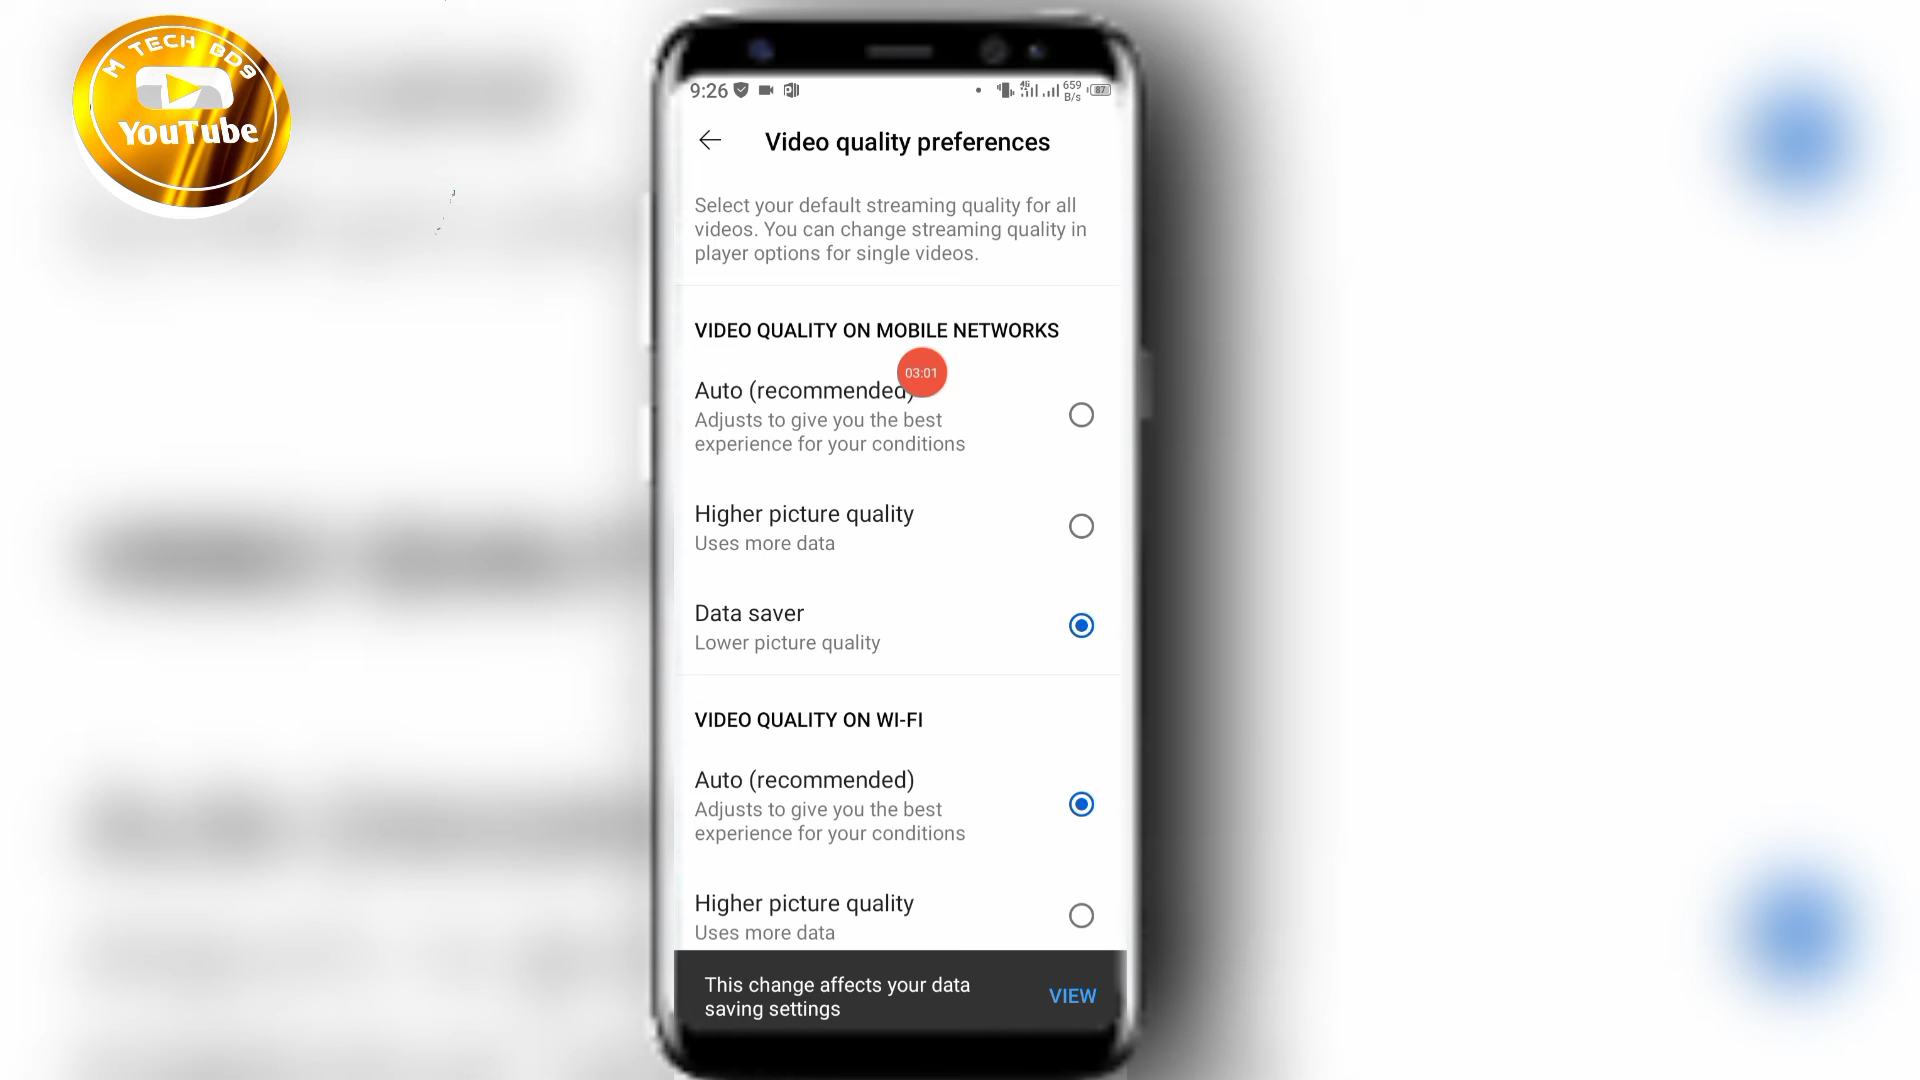 M TECH BDS
YouTube
9:26
4G
659
B/s
87
Video quality preferences
Select your default streaming quality for all
videos. You can change streaming quality in
player options for single videos.
VIDEO QUALITY ON MOBILE NETWORKS
03:01
Auto (recommended)
Adjusts to give you the best
experience for your conditions
Higher picture quality
Uses more data
Data saver
Lower picture quality
VIDEO QUALITY ON WI-FI
Auto (recommended)
Adjusts to give you the best
experience for your conditions
Higher picture quality
Uses more data
This change affects your data
saving settings
VIEW